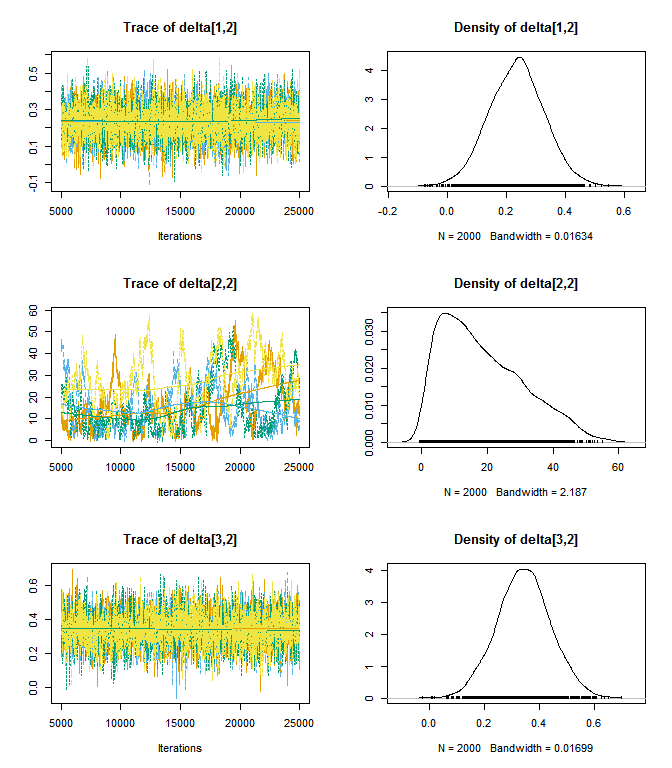 Trace of delta[1,2]
-0.1 0.1 0.3 0.5
5000 10000 15000 20000 25000
Iterations
Density of delta[1,2]
0 1 2 3 4
-0.2 0.0 0.2 0.4 0.6
N = 2000 Bandwidth = 0.01634
Trace of delta[2,2]
0 10 20 30 40 50 60
5000 10000 15000 20000 25000
Iterations
Density of delta[2,2]
0.000 0.010 0.020 0.030
0 20 40 60
N = 2000 Bandwidth = 2.187
Trace of delta[3,2]
0.0 0.2 0.4 0.6
5000 10000 15000 20000 25000
Iterations
Density of delta[3,2]
0 1 2 3 4
0.0 0.2 0.4 0.6
N = 2000 Bandwidth = 0.01699